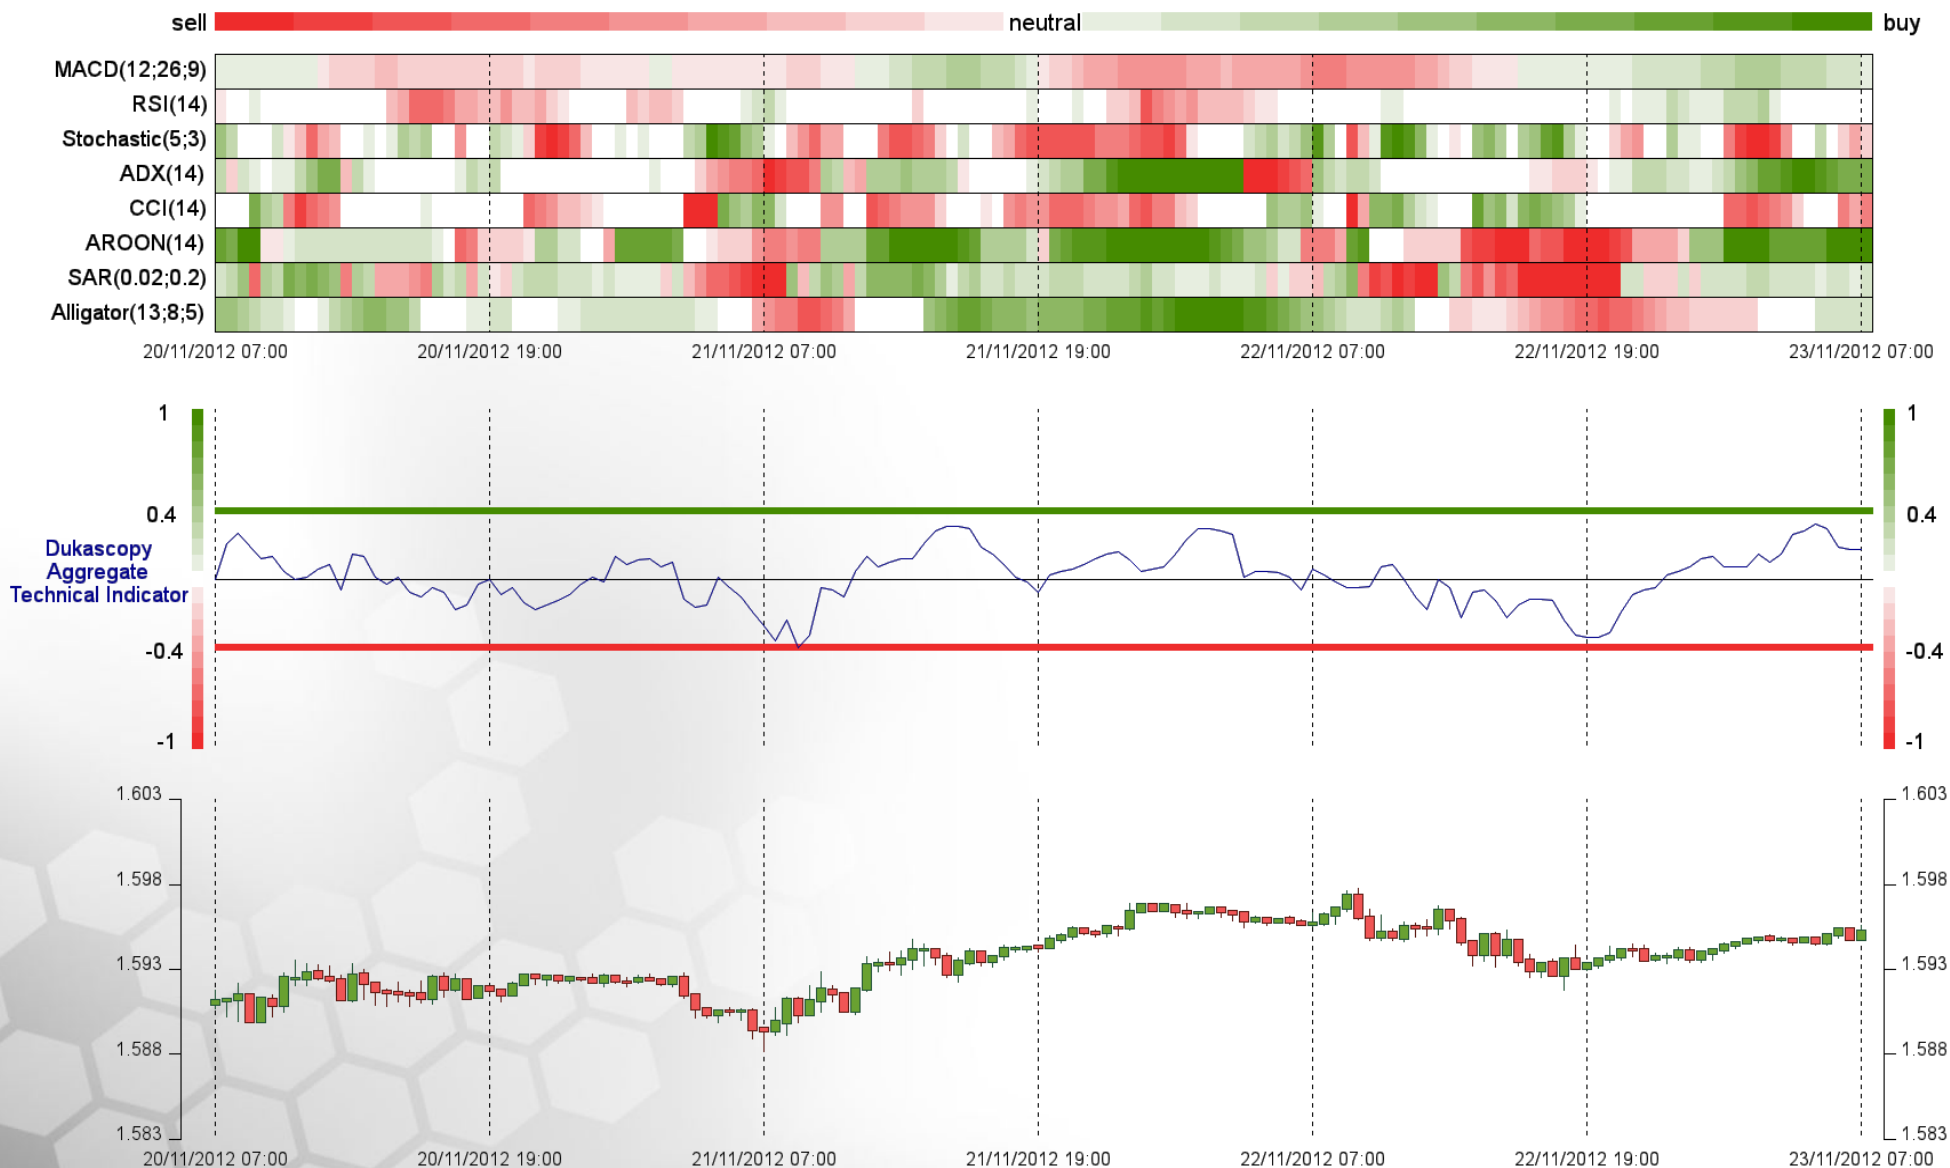 sell neutral buy
MACD(12;26;9)
RSI(14)
Stochastic(5;3)
ADX(14)
CCI(14)
AROON(14)
SAR(0.02;0.2)
Alligator(13;8;5)
20/11/2012 07:00 20/11/2012 19:00 21/11/2012 07:00 21/11/2012 19:00 22/11/2012 07:00 22/11/2012 19:00 23/11/2012 07:00
1 1
0.4 0.4
Dukascopy
Aggregate
Technical Indicator
-0.4 -0.4
-1 -1
1.603 1.603
1.598 1.598
1.593 1.593
1.588 1.588
1.583 1.583
20/11/2012 07:00 20/11/2012 19:00 21/11/2012 07:00 21/11/2012 19:00 22/11/2012 07:00 22/11/2012 19:00 23/11/2012 07:00